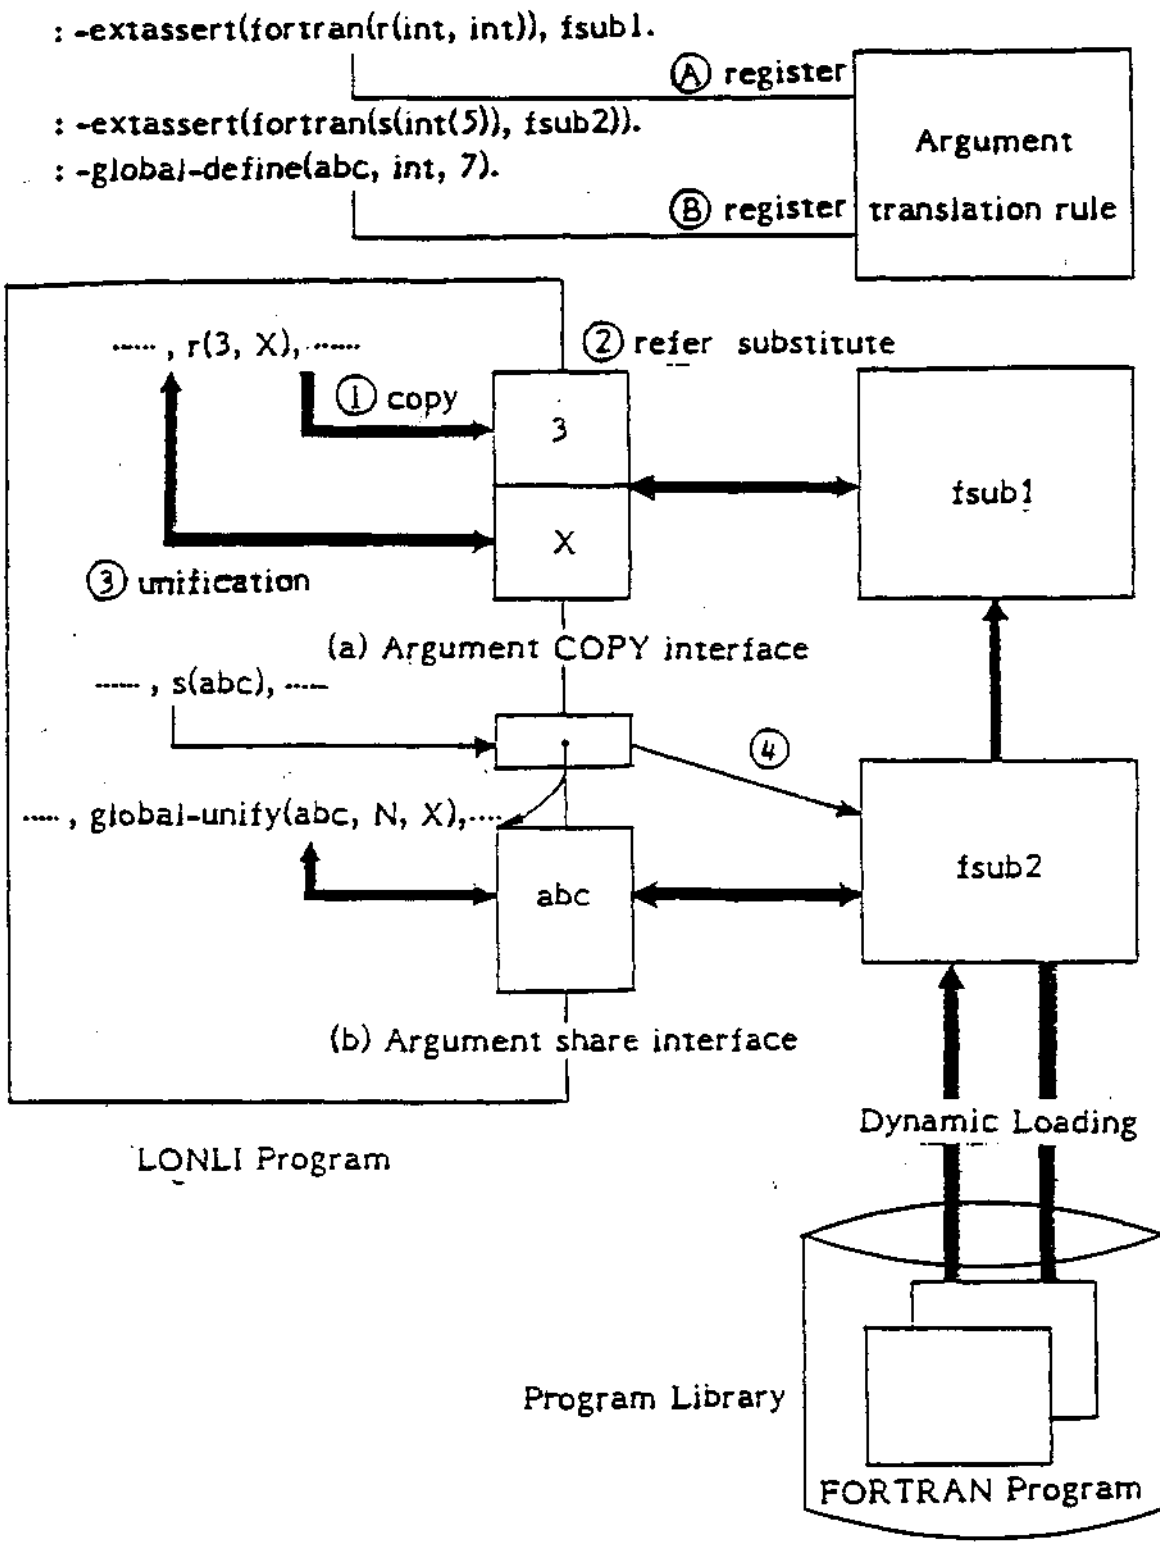 : -extassert(fortran(r(int, int)), fsub1.
Ⓐ register
: -extassert(fortran(s(int(5)), fsub2)).
: -global-define(abc, int, 7).
Ⓑ register
Argument
translation rule
······ , r(3, X), ······
② refer substitute
① copy
3
X
fsub1
③ unification
(a) Argument COPY interface
······ , s(abc), ······
④
····· , global-unify(abc, N, X),····
abc
fsub2
(b) Argument share interface
Dynamic Loading
LONLI Program
Program Library
FORTRAN Program